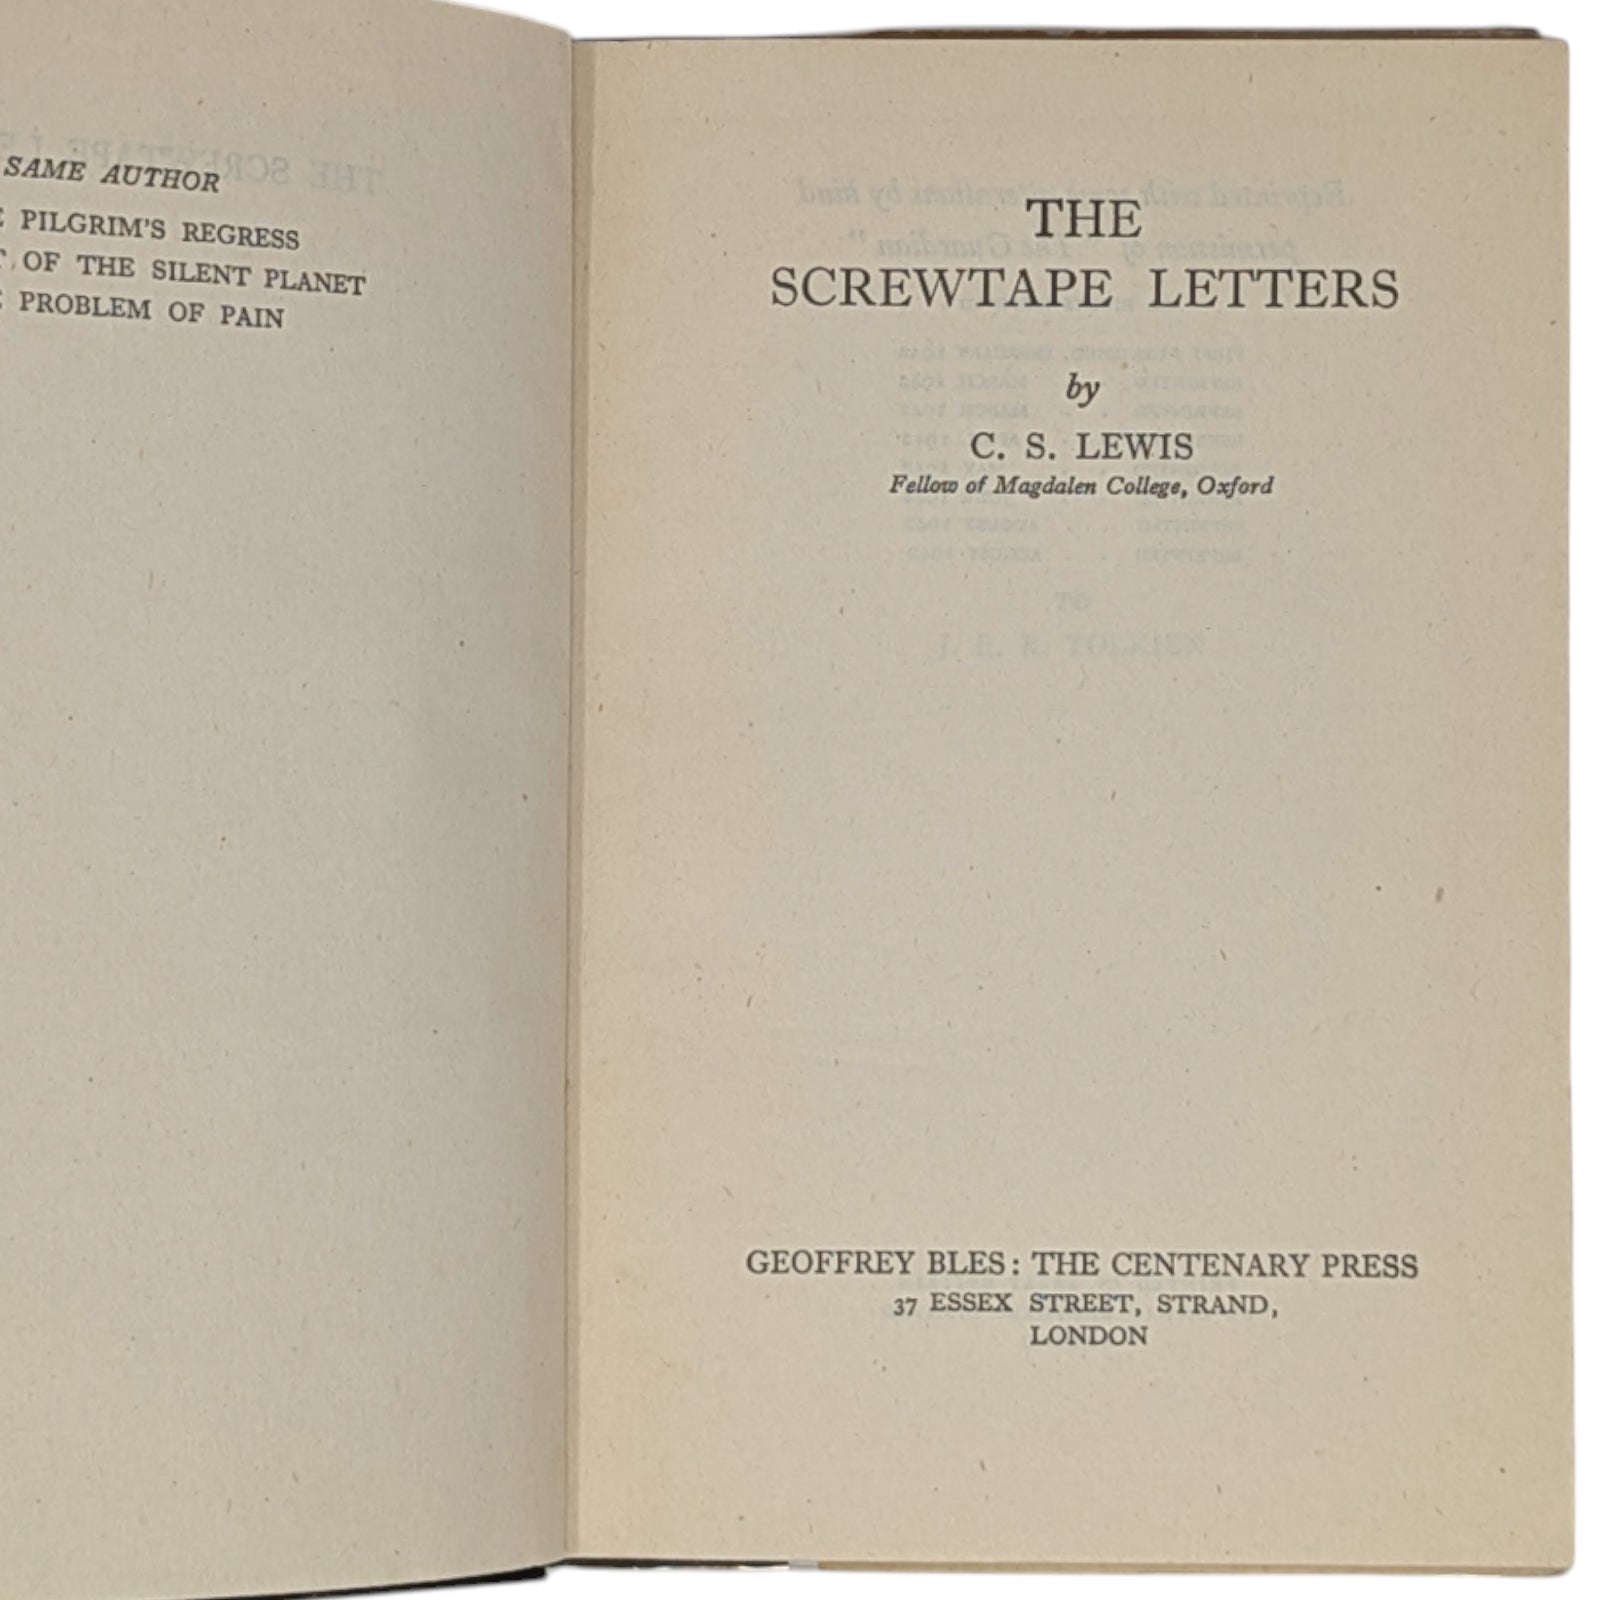 SAME AUTHOR
PILGRIM'S REGRESS
OF THE SILENT PLANET
PROBLEM OF PAIN
THE
SCREWTAPE LETTERS
by
C. S. LEWIS
Fellow of Magdalen College, Oxford
GEOFFREY BLES: THE CENTENARY PRESS
37 ESSEX STREET, STRAND,
LONDON